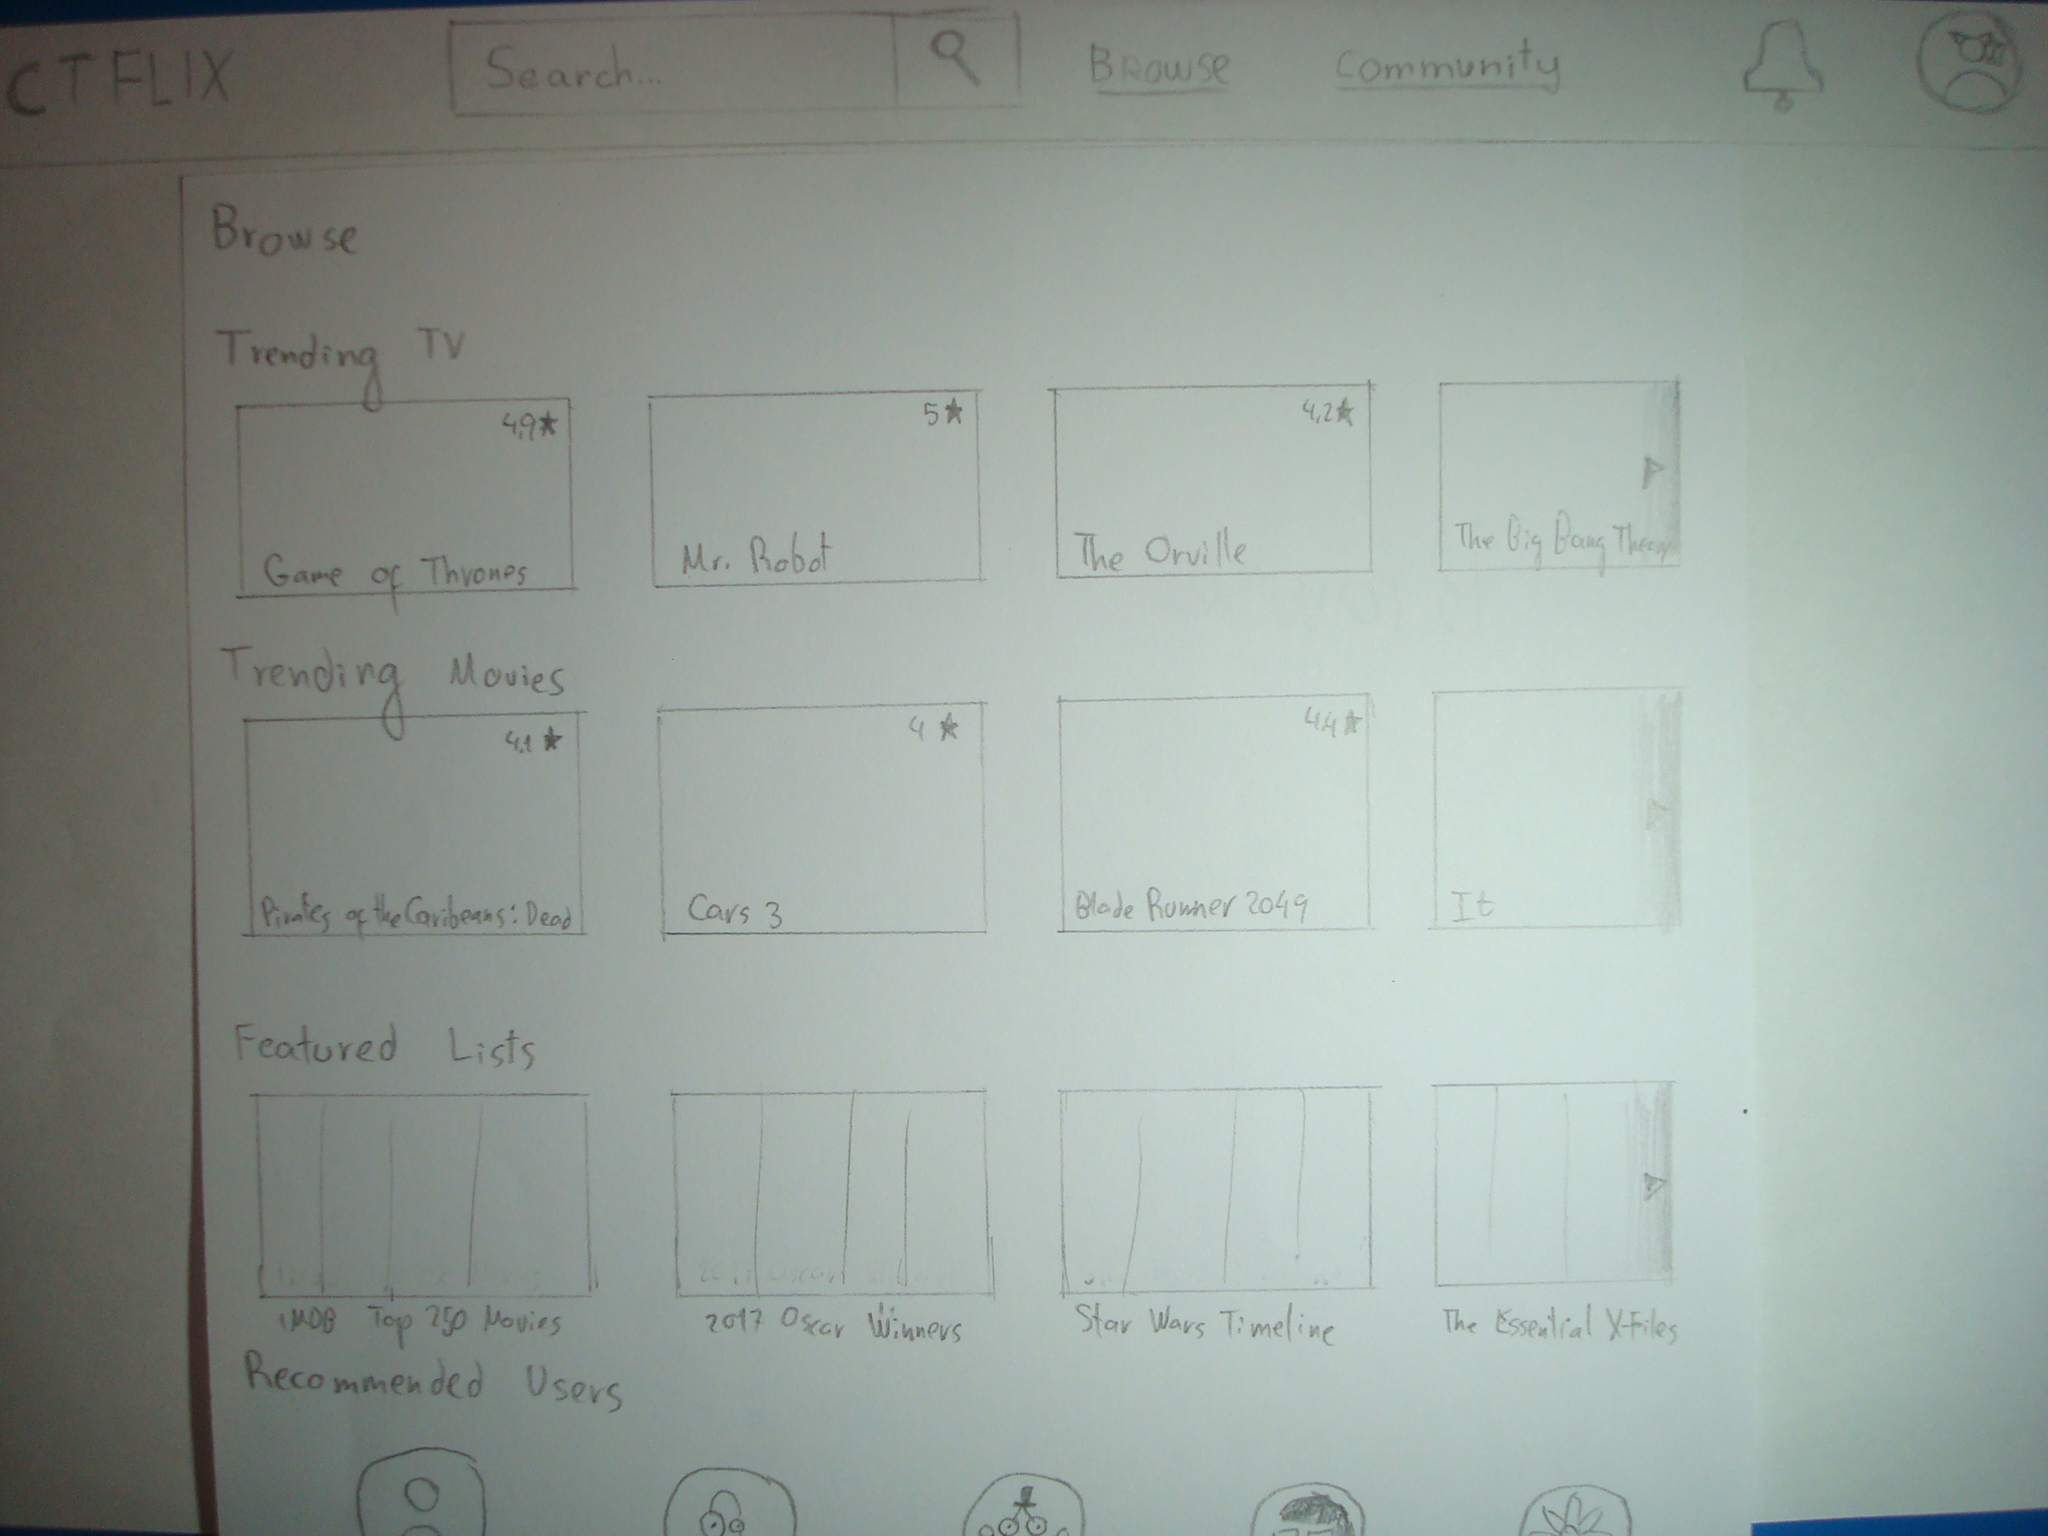 CTFLIX Search... Browse Community
Browse
Trending TV
4,9★ 5★ 4,2★
Game of Thrones Mr. Robot The Orville The Big Bang Theory
Trending Movies
4,1★ 4★ 4,4★
Pirates of the Caribeans: Dead Cars 3 Blade Runner 2049 It
Featured Lists
IMDB Top 250 Movies 2017 Oscar Winners Star Wars Timeline The Essential X-Files
Recommended Users